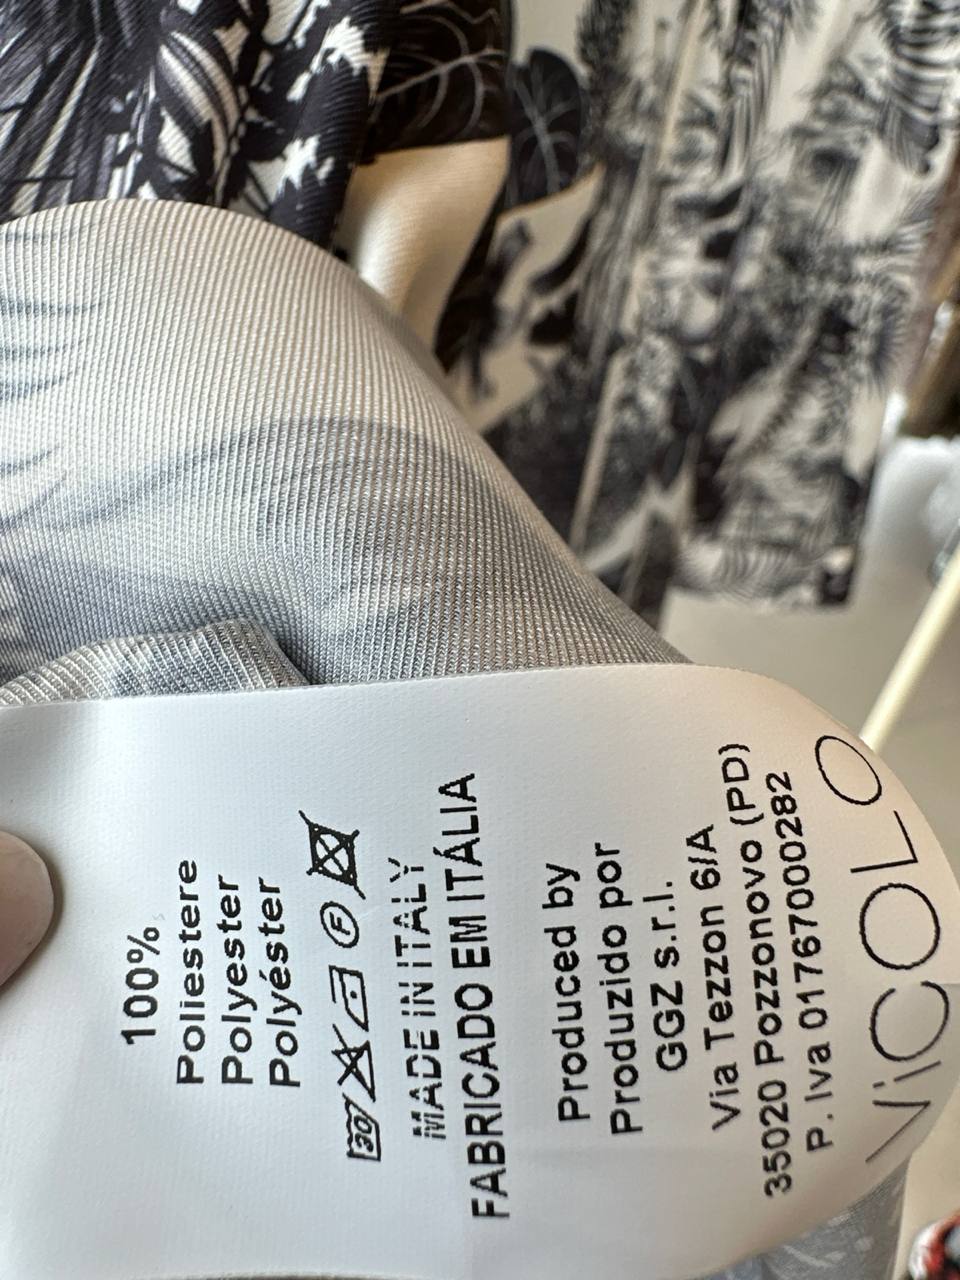 100%
Poliestere
Polyester
Polyéster
30 F
MADE IN ITALY
FABRICADO EM ITÁLIA
Produced by
Produzido por
GGZ s.r.l.
Via Tezzon 6/A
35020 Pozzonovo (PD)
P. Iva 01767000282
ViCOLO